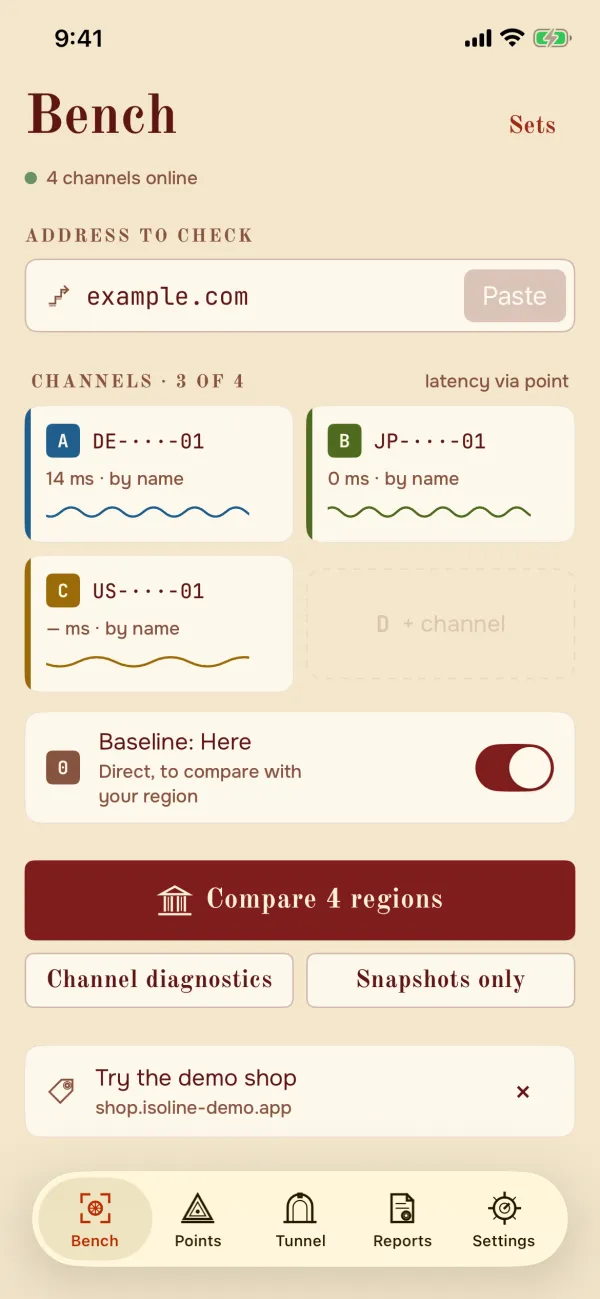 9:41
Bench
Sets
4 channels online
ADDRESS TO CHECK
example.com
Paste
CHANNELS · 3 OF 4
latency via point
A DE-····-01
14 ms · by name
B JP-····-01
0 ms · by name
C US-····-01
— ms · by name
D + channel
0
Baseline: Here
Direct, to compare with
your region
Compare 4 regions
Channel diagnostics
Snapshots only
Try the demo shop
shop.isoline-demo.app
×
Bench
Points
Tunnel
Reports
Settings